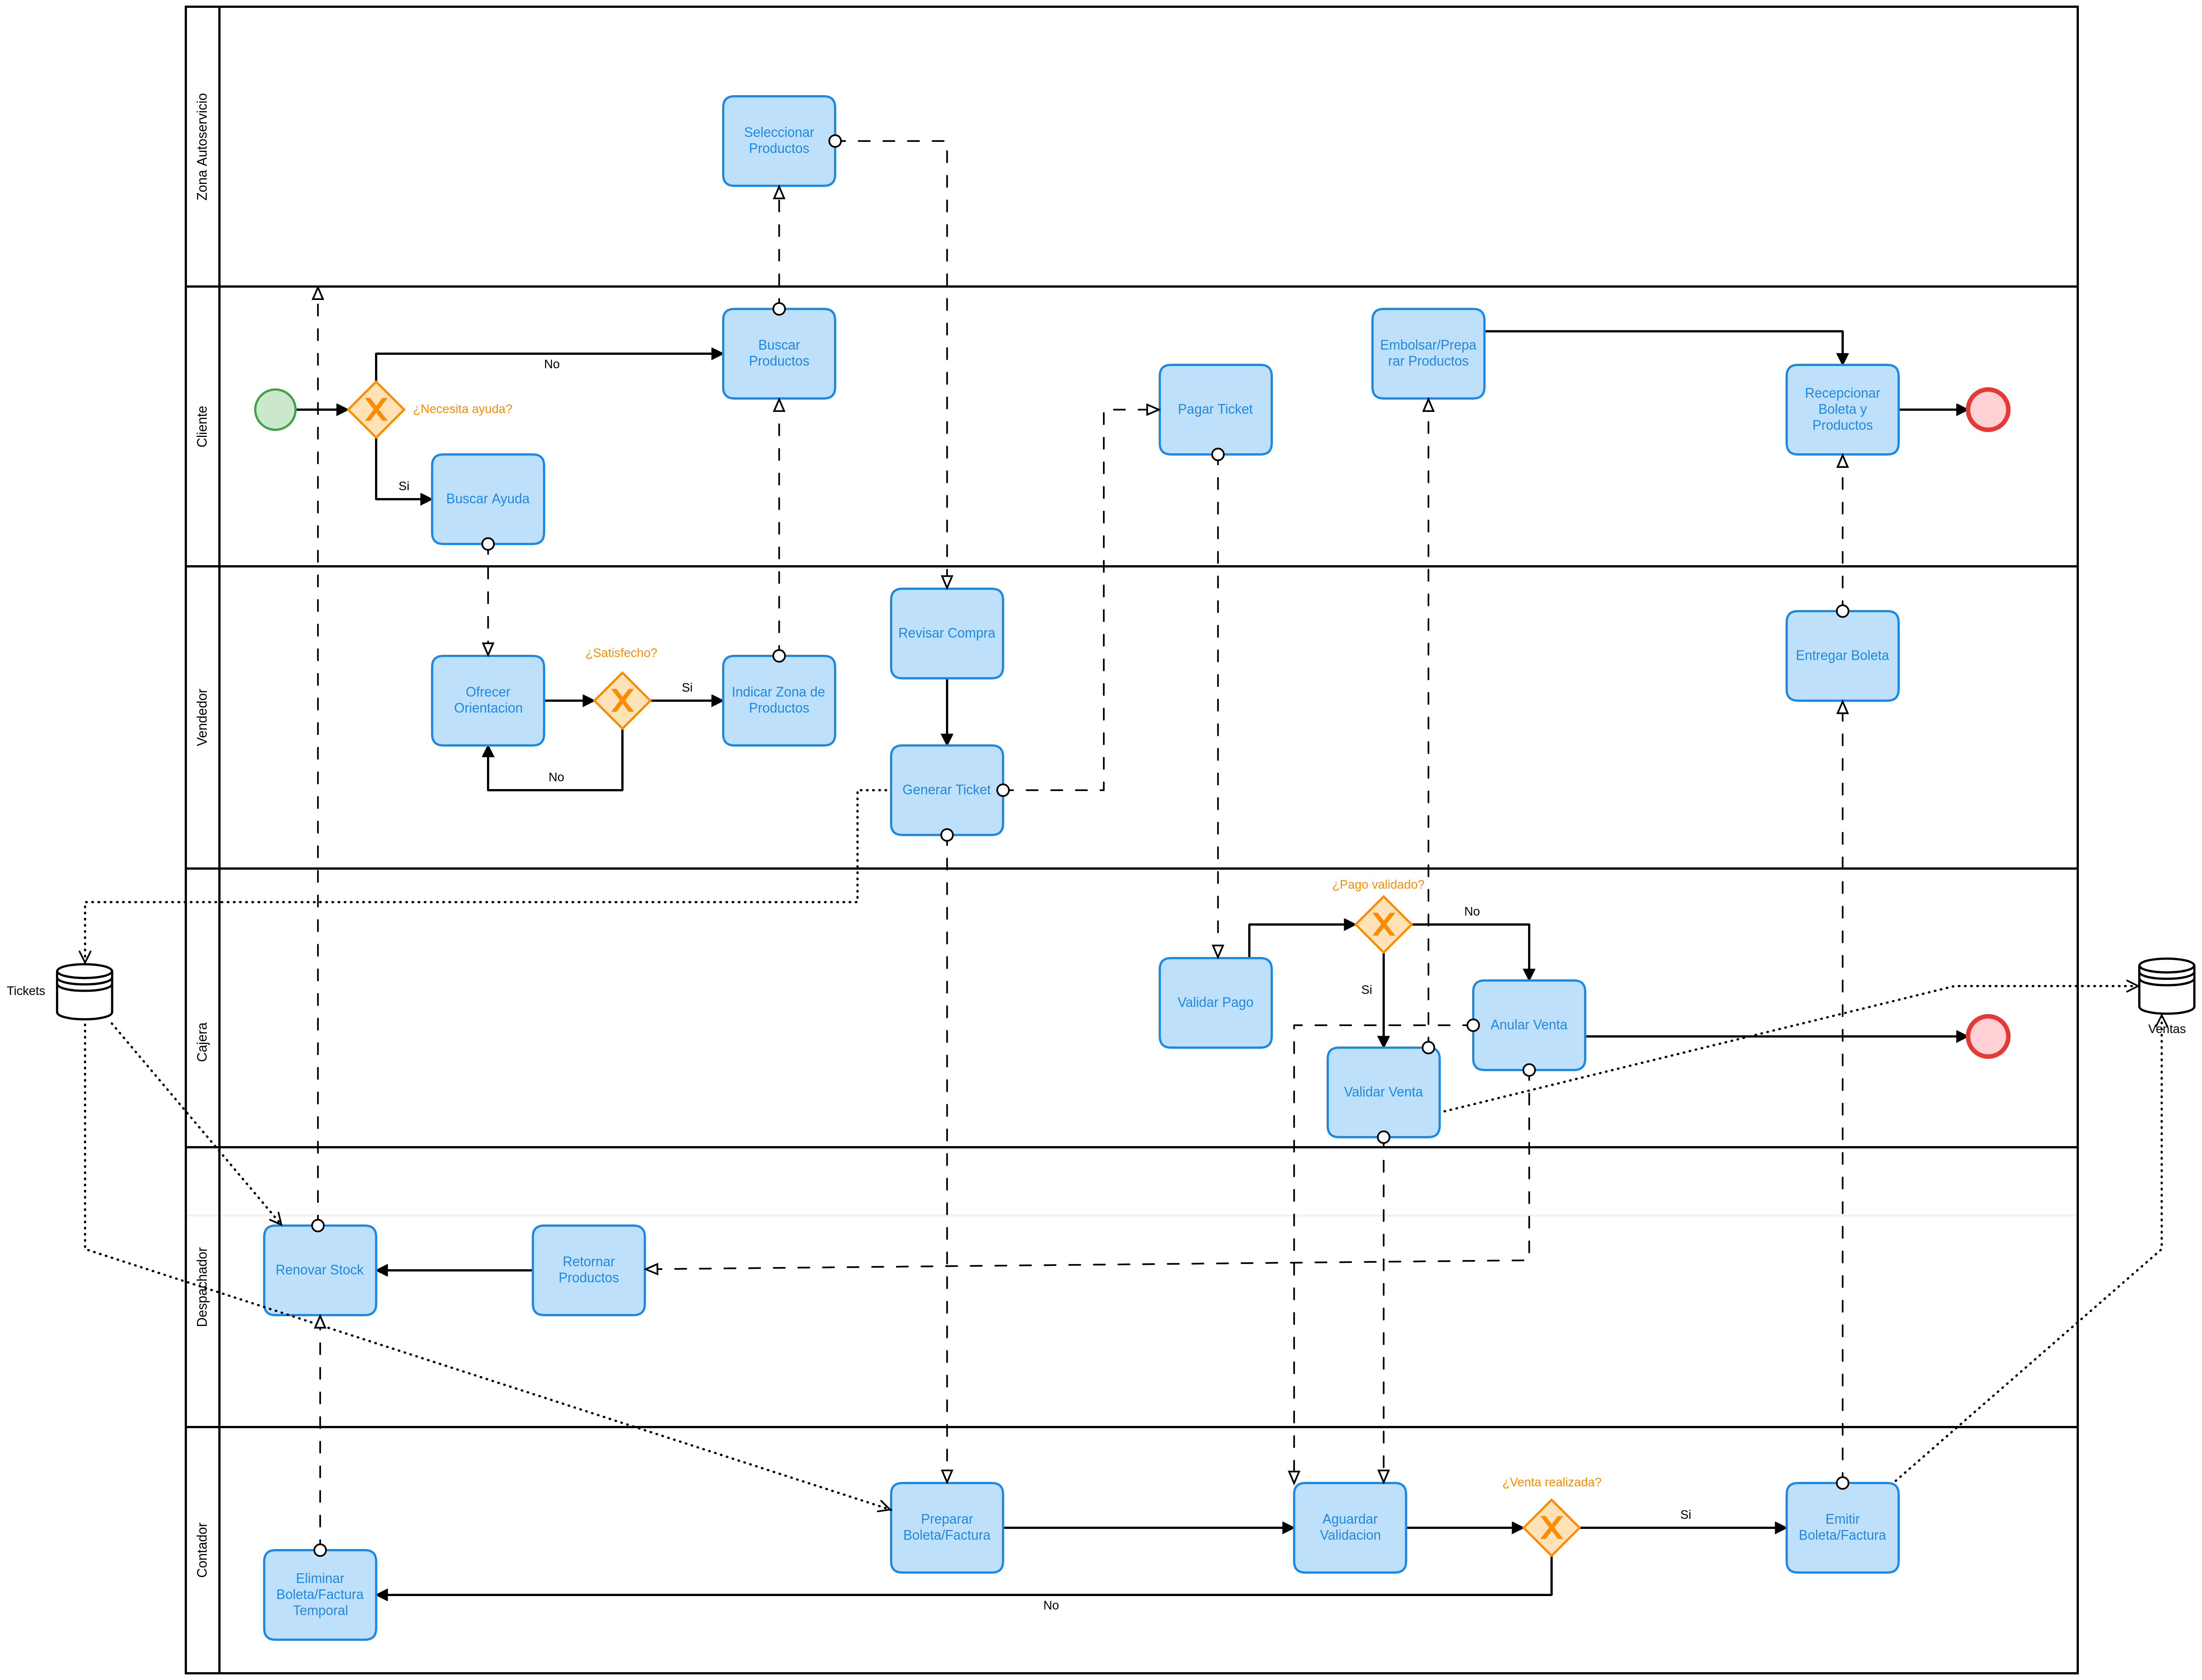 Zona Autoservicio
Seleccionar
Productos
Cliente
¿Necesita ayuda?
No
Si
Buscar Ayuda
Buscar
Productos
Pagar Ticket
Embolsar/Prepa
rar Productos
Recepcionar
Boleta y
Productos
Vendedor
Ofrecer
Orientacion
¿Satisfecho?
Si
No
Indicar Zona de
Productos
Revisar Compra
Generar Ticket
Entregar Boleta
Tickets
Cajera
Validar Pago
¿Pago validado?
No
Si
Anular Venta
Validar Venta
Ventas
Despachador
Renovar Stock
Retornar
Productos
Contador
Eliminar
Boleta/Factura
Temporal
Preparar
Boleta/Factura
Aguardar
Validacion
¿Venta realizada?
Si
No
Emitir
Boleta/Factura